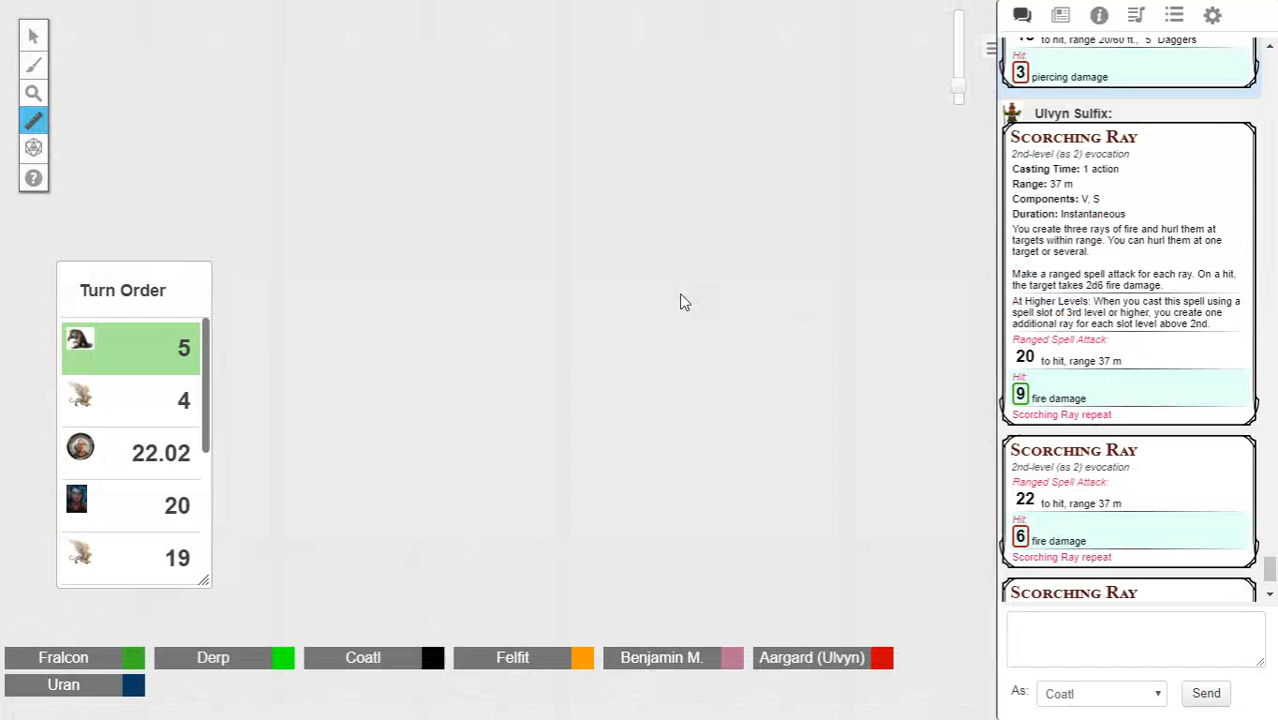 Turn Order
5
4
22.02
20
19
Fralcon
Derp
Coatl
Felfit
Benjamin M.
Aargard (Ulvyn)
Uran
to hit, range 20/60 ft., 5 Daggers
Hit:
3 piercing damage
Ulvyn Sulfix:
SCORCHING RAY
2nd-level (as 2) evocation
Casting Time: 1 action
Range: 37 m
Components: V, S
Duration: Instantaneous
You create three rays of fire and hurl them at
targets within range. You can hurl them at one
target or several.
Make a ranged spell attack for each ray. On a hit,
the target takes 2d6 fire damage.
At Higher Levels: When you cast this spell using a
spell slot of 3rd level or higher, you create one
additional ray for each slot level above 2nd.
Ranged Spell Attack:
20 to hit, range 37 m
Hit:
9 fire damage
Scorching Ray repeat
SCORCHING RAY
2nd-level (as 2) evocation
Ranged Spell Attack:
22 to hit, range 37 m
Hit:
6 fire damage
Scorching Ray repeat
SCORCHING RAY
As:
Coatl
Send